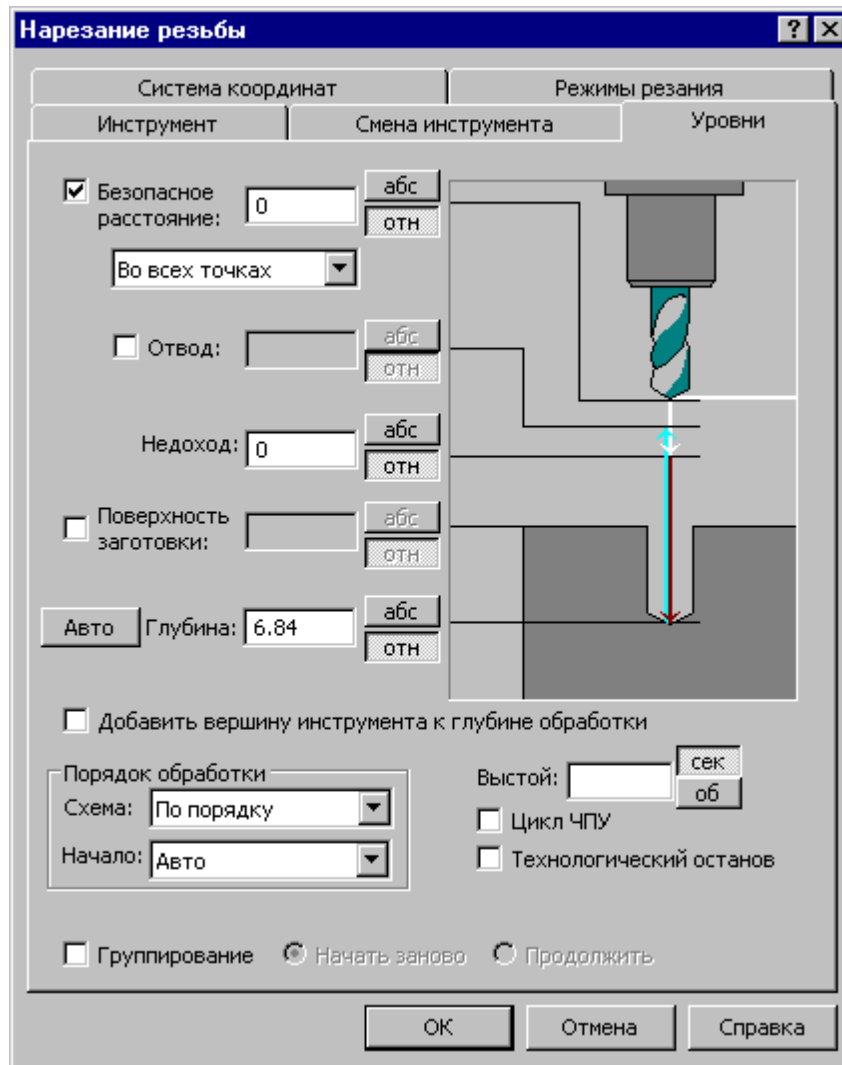 Нарезание резьбы
Система координат
Режимы резания
Инструмент
Смена инструмента
Уровни
Безопасное расстояние:
0
абс
отн
Во всех точках
Отвод:
абс
отн
Недоход:
0
абс
отн
Поверхность заготовки:
абс
отн
Авто
Глубина:
6.84
абс
отн
Добавить вершину инструмента к глубине обработки
Порядок обработки
Схема:
По порядку
Начало:
Авто
Выстой:
сек
об
Цикл ЧПУ
Технологический останов
Группирование
Начать заново
Продолжить
ОК
Отмена
Справка